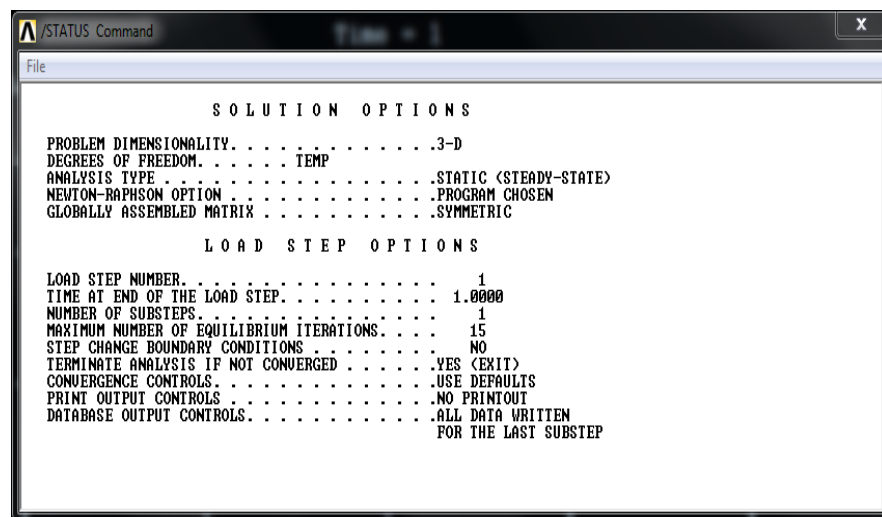 /STATUS Command
Time = 1
X
File
S O L U T I O N   O P T I O N S
PROBLEM DIMENSIONALITY. . . . . . . . . . . . .3-D
DEGREES OF FREEDOM. . . . . . TEMP
ANALYSIS TYPE . . . . . . . . . . . . . . . . .STATIC (STEADY-STATE)
NEWTON-RAPHSON OPTION . . . . . . . . . . . . .PROGRAM CHOSEN
GLOBALLY ASSEMBLED MATRIX . . . . . . . . . . .SYMMETRIC
L O A D   S T E P   O P T I O N S
LOAD STEP NUMBER. . . . . . . . . . . . . . . . 1
TIME AT END OF THE LOAD STEP. . . . . . . . . . 1.0000
NUMBER OF SUBSTEPS. . . . . . . . . . . . . . . 1
MAXIMUM NUMBER OF EQUILIBRIUM ITERATIONS. . . . 15
STEP CHANGE BOUNDARY CONDITIONS . . . . . . . . NO
TERMINATE ANALYSIS IF NOT CONVERGED . . . . . .YES (EXIT)
CONVERGENCE CONTROLS. . . . . . . . . . . . . .USE DEFAULTS
PRINT OUTPUT CONTROLS . . . . . . . . . . . . .NO PRINTOUT
DATABASE OUTPUT CONTROLS. . . . . . . . . . . .ALL DATA WRITTEN
FOR THE LAST SUBSTEP